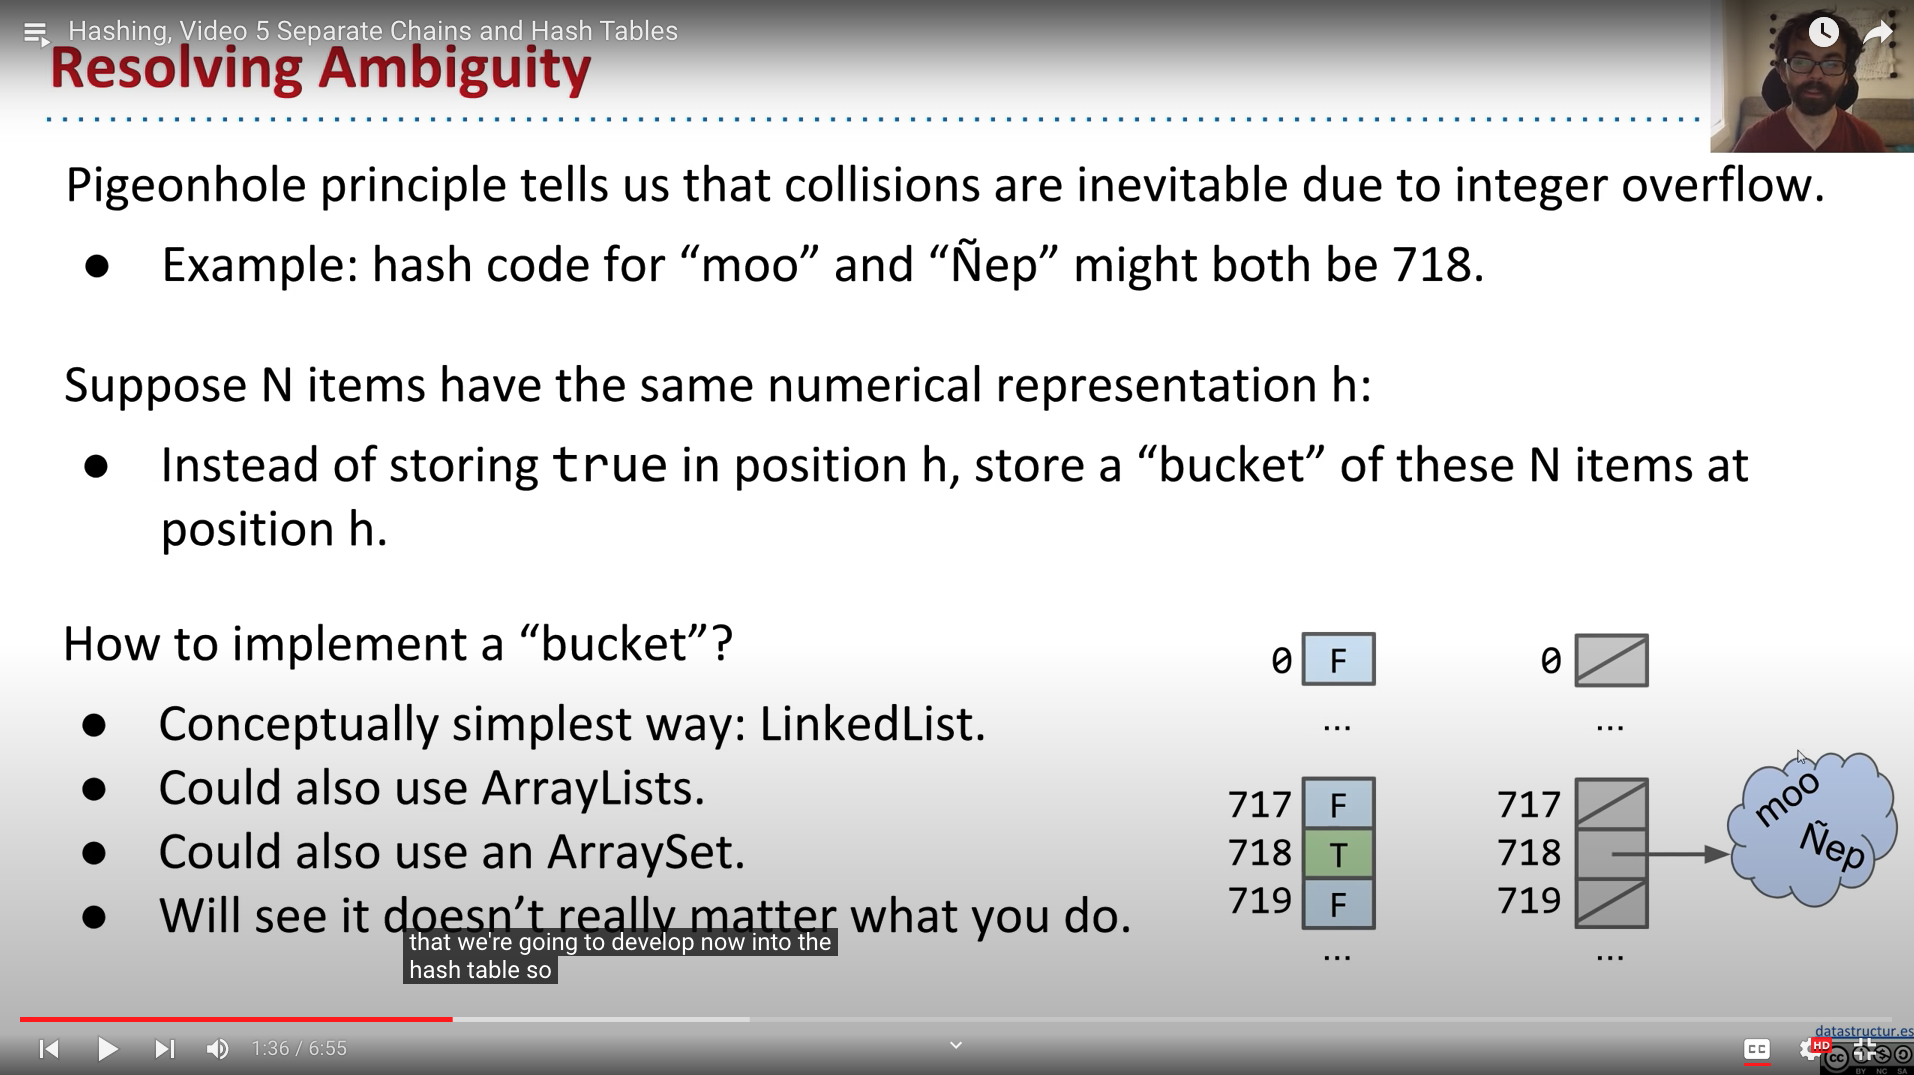 Hashing, Video 5 Separate Chains and Hash Tables
Resolving Ambiguity
Pigeonhole principle tells us that collisions are inevitable due to integer overflow.
● Example: hash code for “moo” and “Ñep” might both be 718.
Suppose N items have the same numerical representation h:
● Instead of storing true in position h, store a “bucket” of these N items at
position h.
How to implement a “bucket”?
● Conceptually simplest way: LinkedList.
● Could also use ArrayLists.
● Could also use an ArraySet.
● Will see it doesn’t really matter what you do.
0 F
...
717 F
718 T
719 F
...
0
...
717
718
719
...
moo
Ñep
that we're going to develop now into the
hash table so
1:36 / 6:55
CC
HD
datastructur.es
cc
BY NC SA